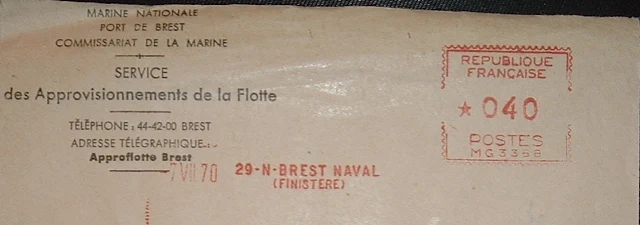 MARINE NATIONALE
PORT DE BREST
COMMISSARIAT DE LA MARINE
SERVICE
des Approvisionnements de la Flotte
TÉLÉPHONE : 44-42-00 BREST
ADRESSE TÉLÉGRAPHIQUE :
Approflotte Brest
7 VII 70
29-N-BREST NAVAL
(FINISTERE)
REPUBLIQUE
FRANÇAISE
★ 040
POSTES
MG3356